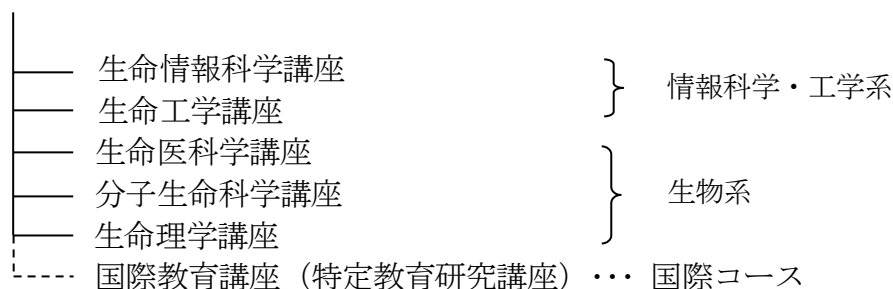 生命情報科学講座
生命工学講座
情報科学・工学系
生命医科学講座
分子生命科学講座
生命理学講座
生物系
国際教育講座（特定教育研究講座）・・・ 国際コース